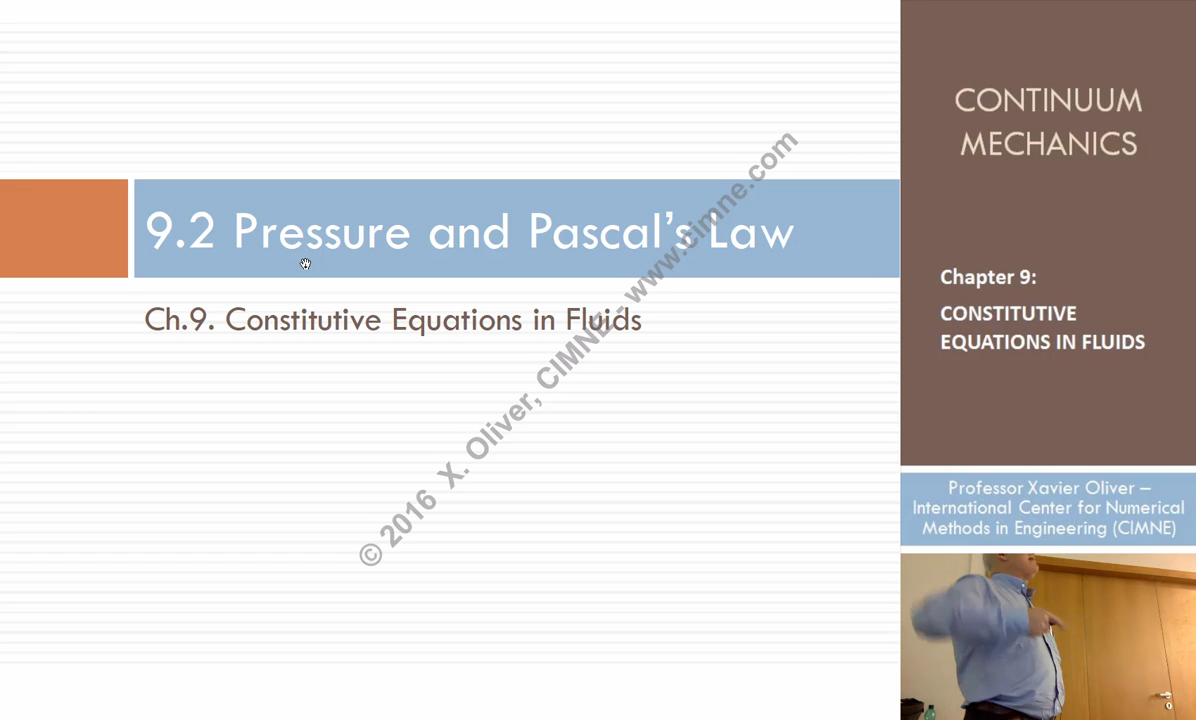 9.2 Pressure and Pascal's Law
Ch.9. Constitutive Equations in Fluids
© 2016 X. Oliver, CIMNE - www.cimne.com
CONTINUUM
MECHANICS
Chapter 9:
CONSTITUTIVE
EQUATIONS IN FLUIDS
Professor Xavier Oliver –
International Center for Numerical
Methods in Engineering (CIMNE)